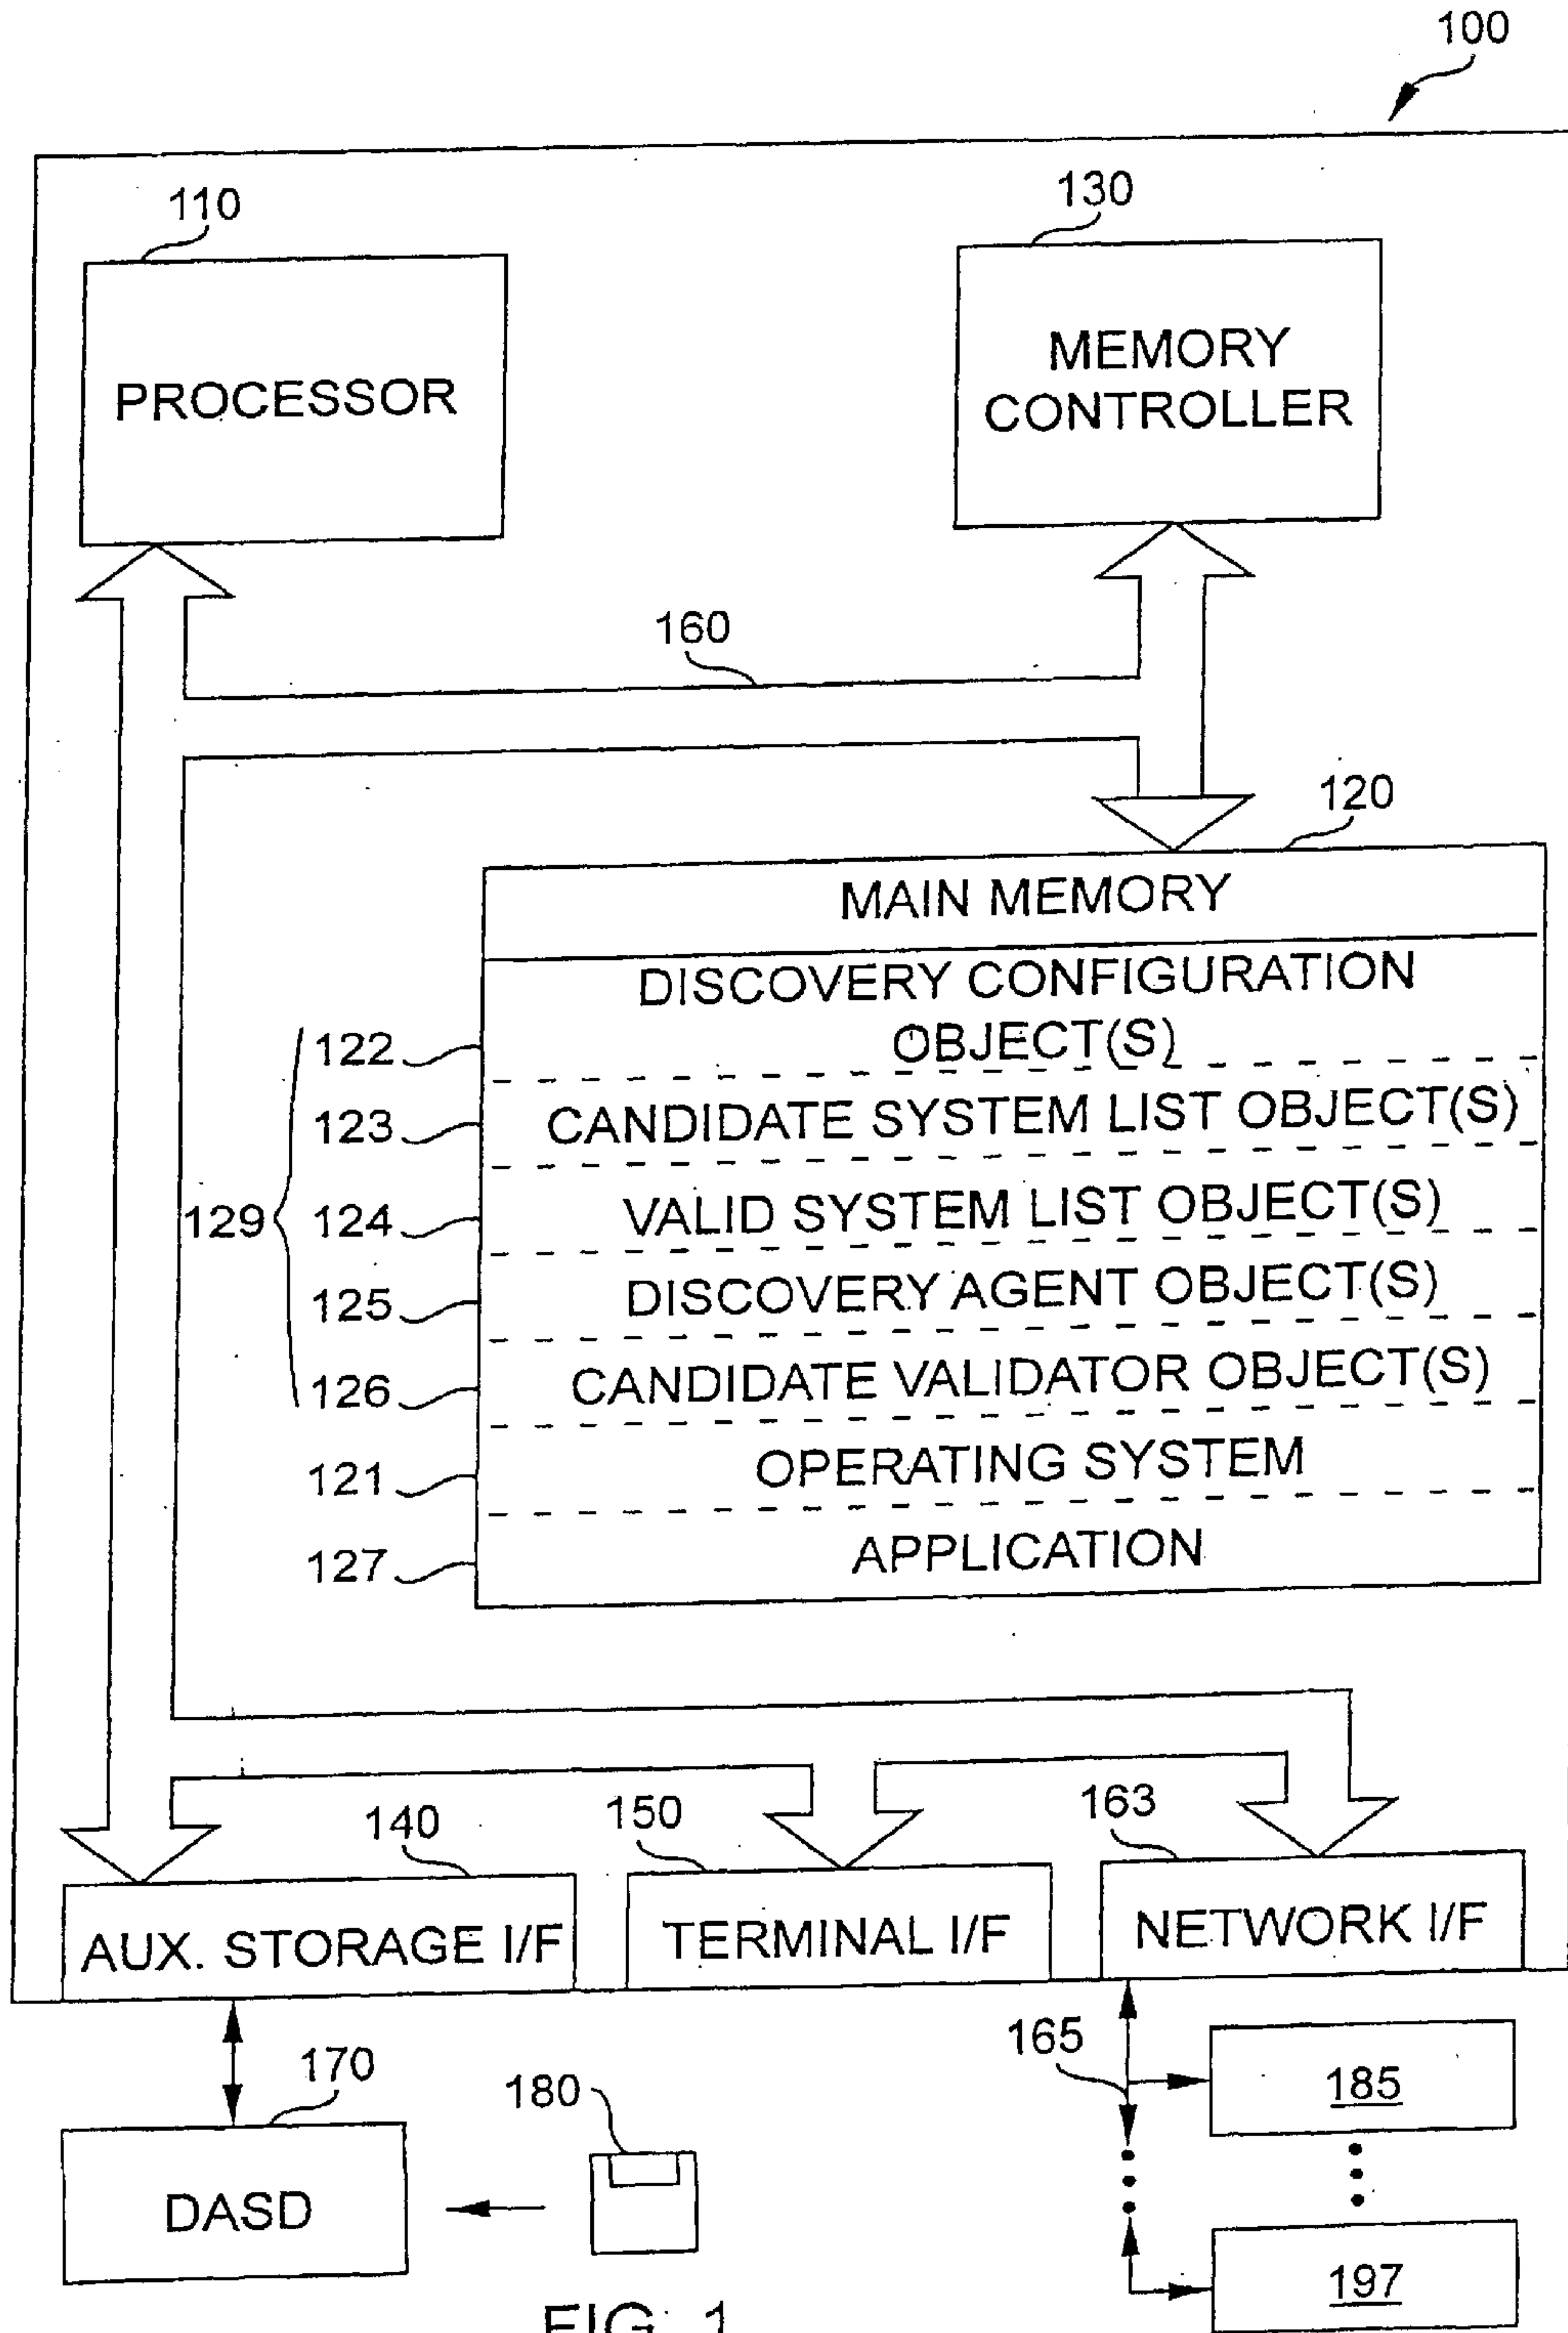 100
110
130
PROCESSOR
MEMORY
CONTROLLER
160
120
MAIN MEMORY
DISCOVERY CONFIGURATION
122 OBJECT(S)
123 CANDIDATE SYSTEM LIST OBJECT(S)
129 124 VALID SYSTEM LIST OBJECT(S)
125 DISCOVERY AGENT OBJECT(S)
126 CANDIDATE VALIDATOR OBJECT(S)
121 OPERATING SYSTEM
127 APPLICATION
140 150 163
AUX. STORAGE I/F TERMINAL I/F NETWORK I/F
170 180 165 185
DASD
197
FIG. 1